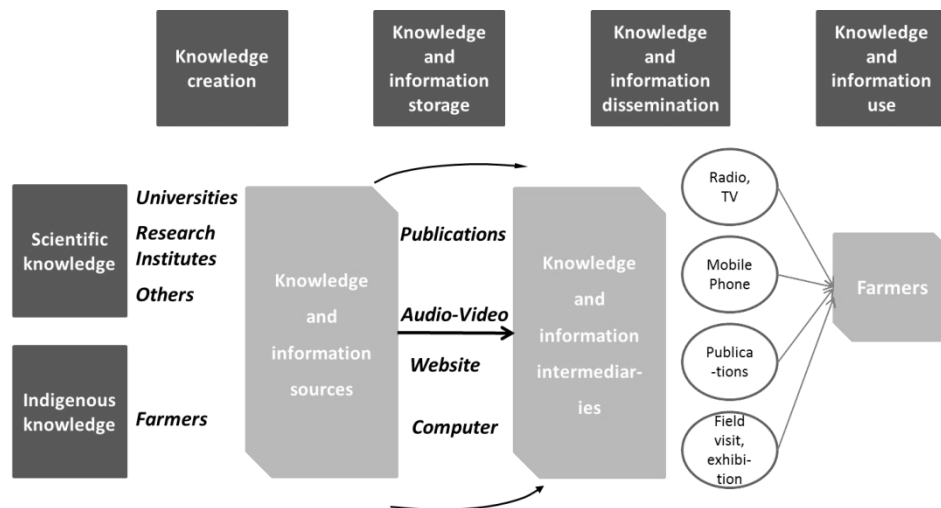 Knowledge
creation
Knowledge
and
information
storage
Knowledge
and
information
dissemination
Knowledge
and
information
use
Scientific
knowledge
Universities
Research
Institutes
Others
Indigenous
knowledge
Farmers
Knowledge
and
information
sources
Publications
Audio-Video
Website
Computer
Knowledge
and
information
intermediar-
ies
Radio,
TV
Mobile
Phone
Publica
-tions
Field
visit,
exhibi-
tion
Farmers